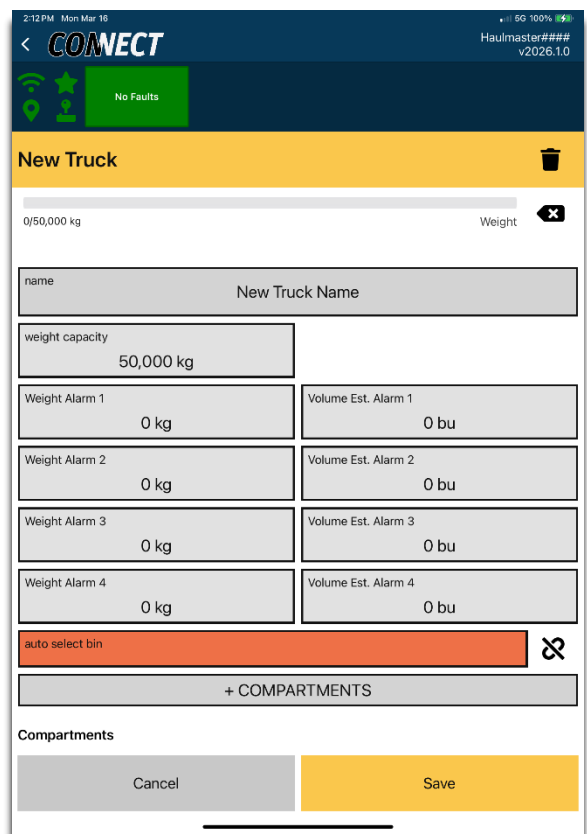 2:12 PM Mon Mar 16
5G 100%
CONNECT
Haulmaster####
v2026.1.0
No Faults
New Truck
0/50,000 kg
Weight
name
New Truck Name
weight capacity
50,000 kg
Weight Alarm 1
0 kg
Volume Est. Alarm 1
0 bu
Weight Alarm 2
0 kg
Volume Est. Alarm 2
0 bu
Weight Alarm 3
0 kg
Volume Est. Alarm 3
0 bu
Weight Alarm 4
0 kg
Volume Est. Alarm 4
0 bu
auto select bin
+ COMPARTMENTS
Compartments
Cancel
Save